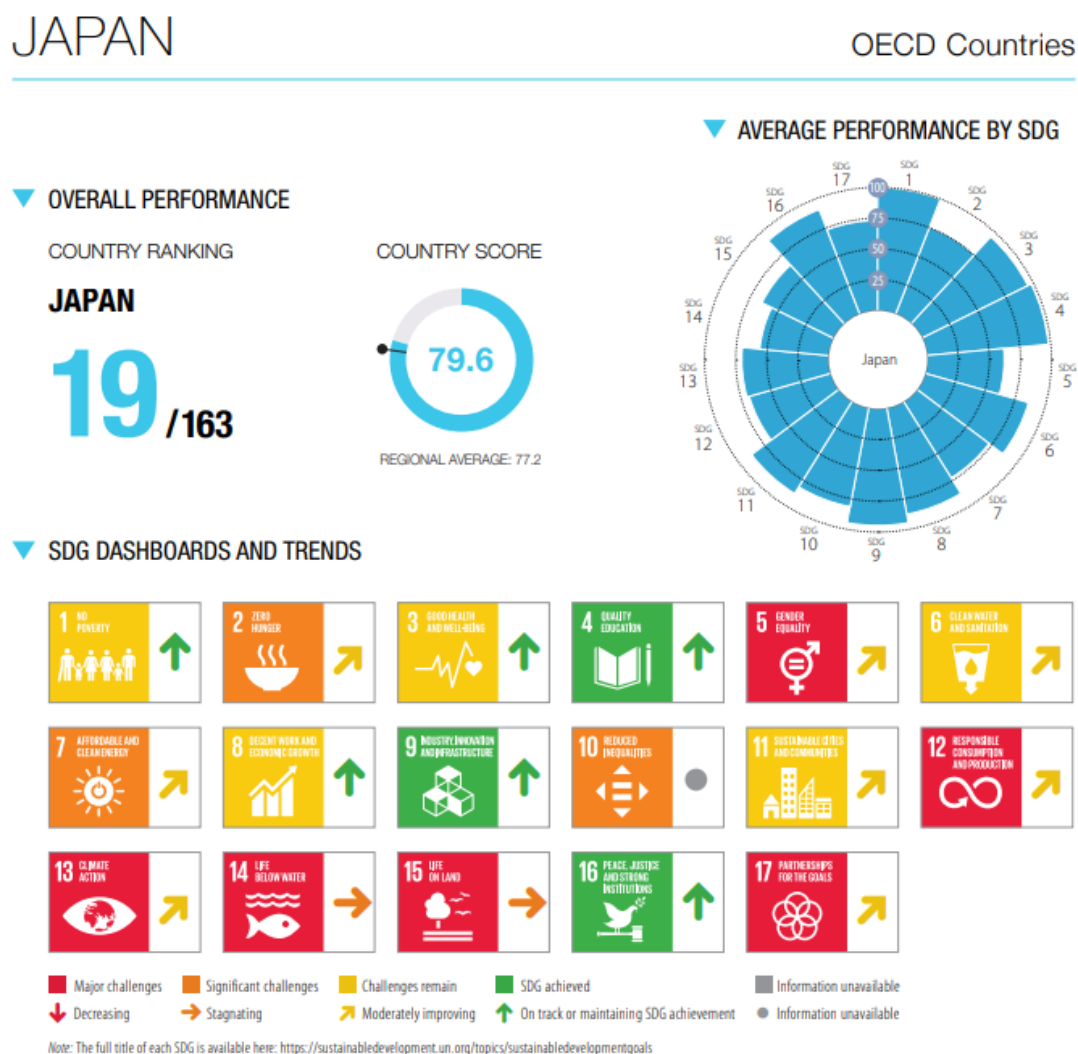 JAPAN
OECD Countries
AVERAGE PERFORMANCE BY SDG
OVERALL PERFORMANCE
COUNTRY RANKING
JAPAN
19/163
COUNTRY SCORE
79.6
REGIONAL AVERAGE: 77.2
SDG
1
SDG
2
SDG
3
SDG
4
SDG
5
SDG
6
SDG
7
SDG
8
SDG
9
SDG
10
SDG
11
SDG
12
SDG
13
SDG
14
SDG
15
SDG
16
SDG
17
100
75
50
25
Japan
SDG DASHBOARDS AND TRENDS
1 NO
POVERTY
2 ZERO
HUNGER
3 GOOD HEALTH
AND WELL-BEING
4 QUALITY
EDUCATION
5 GENDER
EQUALITY
6 CLEAN WATER
AND SANITATION
7 AFFORDABLE AND
CLEAN ENERGY
8 DECENT WORK AND
ECONOMIC GROWTH
9 INDUSTRY, INNOVATION
AND INFRASTRUCTURE
10 REDUCED
INEQUALITIES
11 SUSTAINABLE CITIES
AND COMMUNITIES
12 RESPONSIBLE
CONSUMPTION
AND PRODUCTION
13 CLIMATE
ACTION
14 LIFE
BELOW WATER
15 LIFE
ON LAND
16 PEACE, JUSTICE
AND STRONG
INSTITUTIONS
17 PARTNERSHIPS
FOR THE GOALS
Major challenges
Significant challenges
Challenges remain
SDG achieved
Information unavailable
Decreasing
Stagnating
Moderately improving
On track or maintaining SDG achievement
Information unavailable
Note: The full title of each SDG is available here: https://sustainabledevelopment.un.org/topics/sustainabledevelopmentgoals